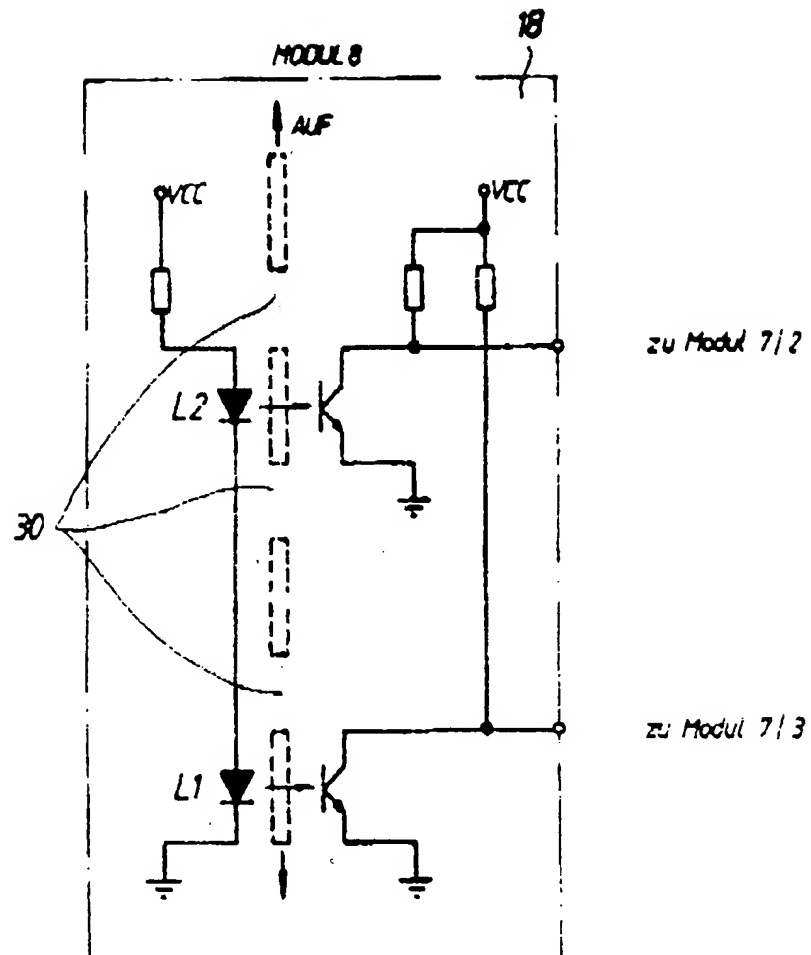 18
MODUL 8
AUF
VCC
VCC
zu Modul 7/2
L2
30
zu Modul 7/3
L1